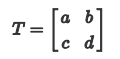 T = [a b
c d]